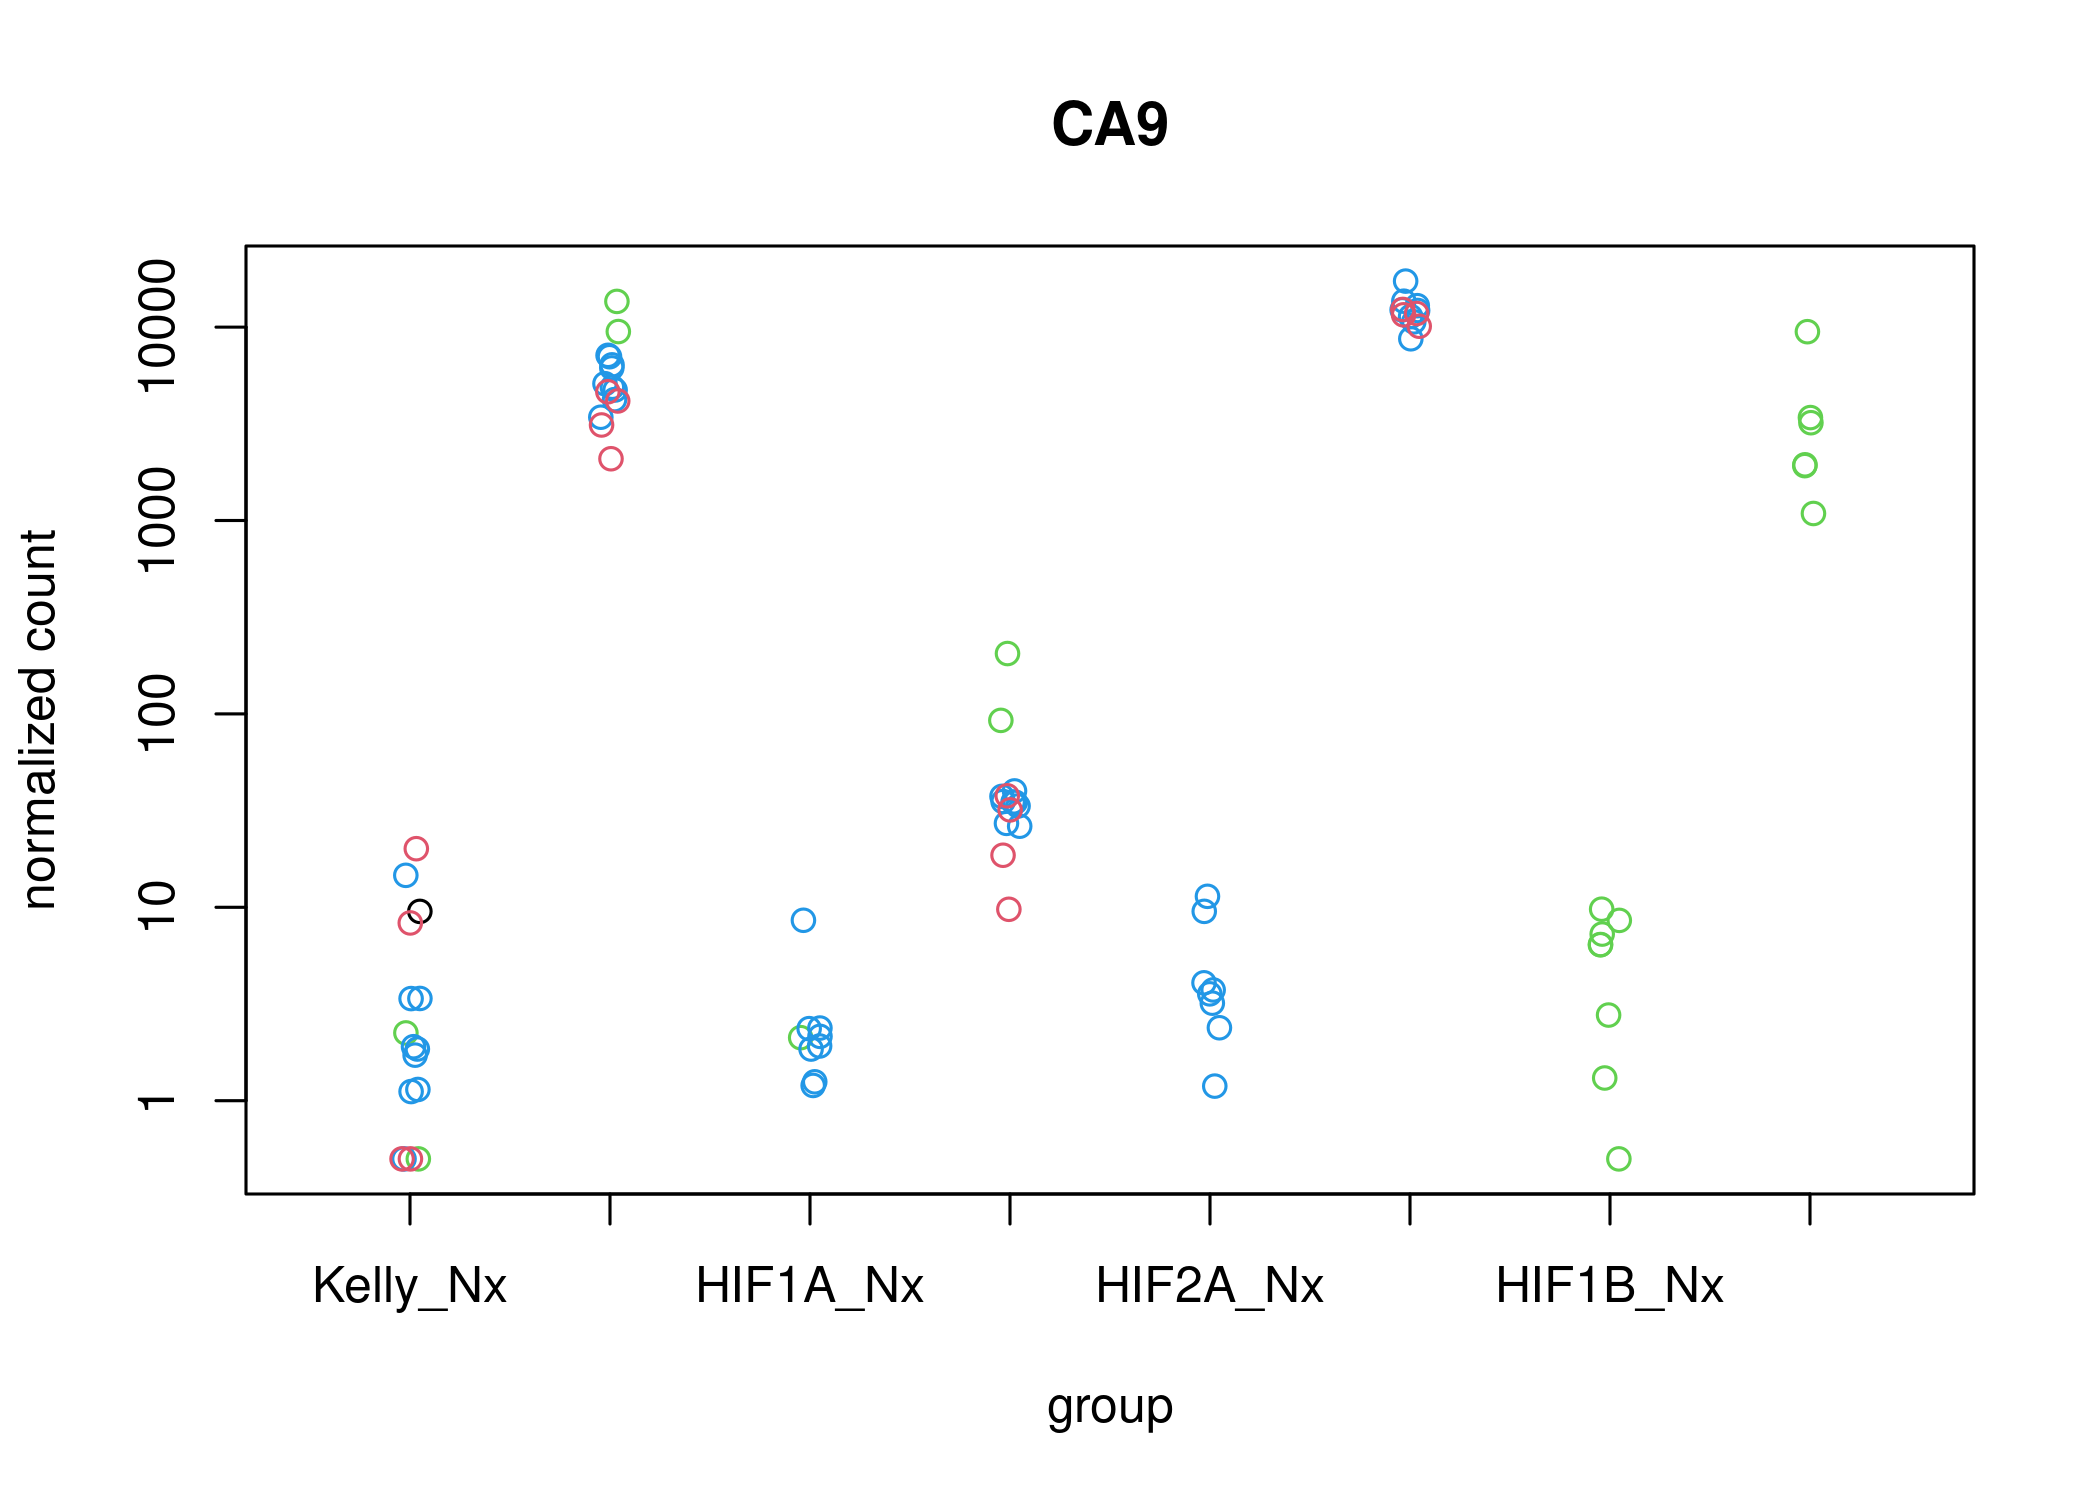 CA9
normalized count
10000
1000
100
10
1
Kelly_Nx
HIF1A_Nx
HIF2A_Nx
HIF1B_Nx
group